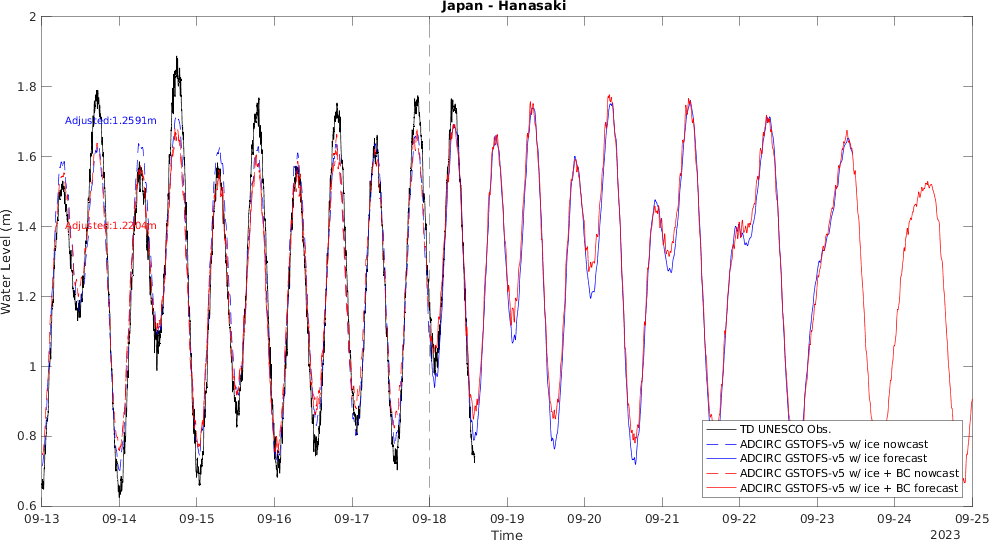 Japan - Hanasaki
2
1.8
1.6
1.4
1.2
1
0.8
0.6
Water Level (m)
Adjusted:1.2591m
Adjusted:1.2204m
TD UNESCO Obs.
ADCIRC GSTOFS-v5 w/ ice nowcast
ADCIRC GSTOFS-v5 w/ ice forecast
ADCIRC GSTOFS-v5 w/ ice + BC nowcast
ADCIRC GSTOFS-v5 w/ ice + BC forecast
09-13 09-14 09-15 09-16 09-17 09-18 09-19 09-20 09-21 09-22 09-23 09-24 09-25
Time
2023